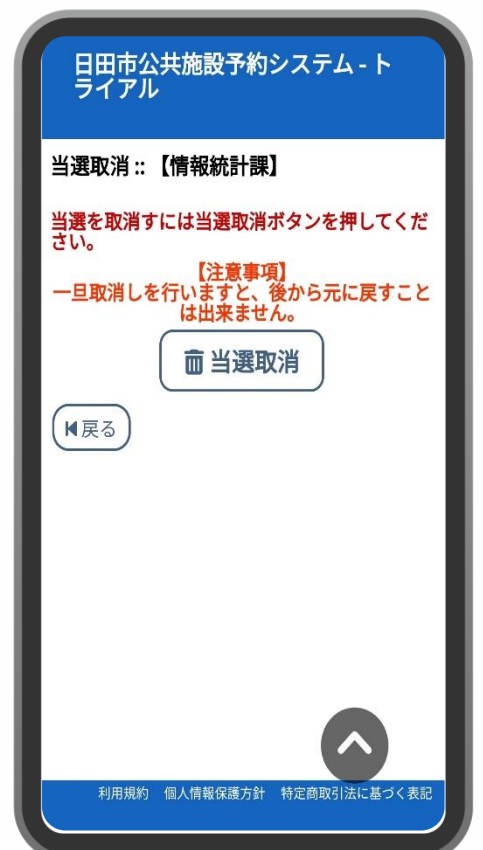 日田市公共施設予約システム - ト
ライアル
当選取消 :: 【情報統計課】
当選を取消すには当選取消ボタンを押してくだ
さい。
【注意事項】
一旦取消しを行いますと、後から元に戻すこと
は出来ません。
当選取消
戻る
利用規約 個人情報保護方針 特定商取引法に基づく表記